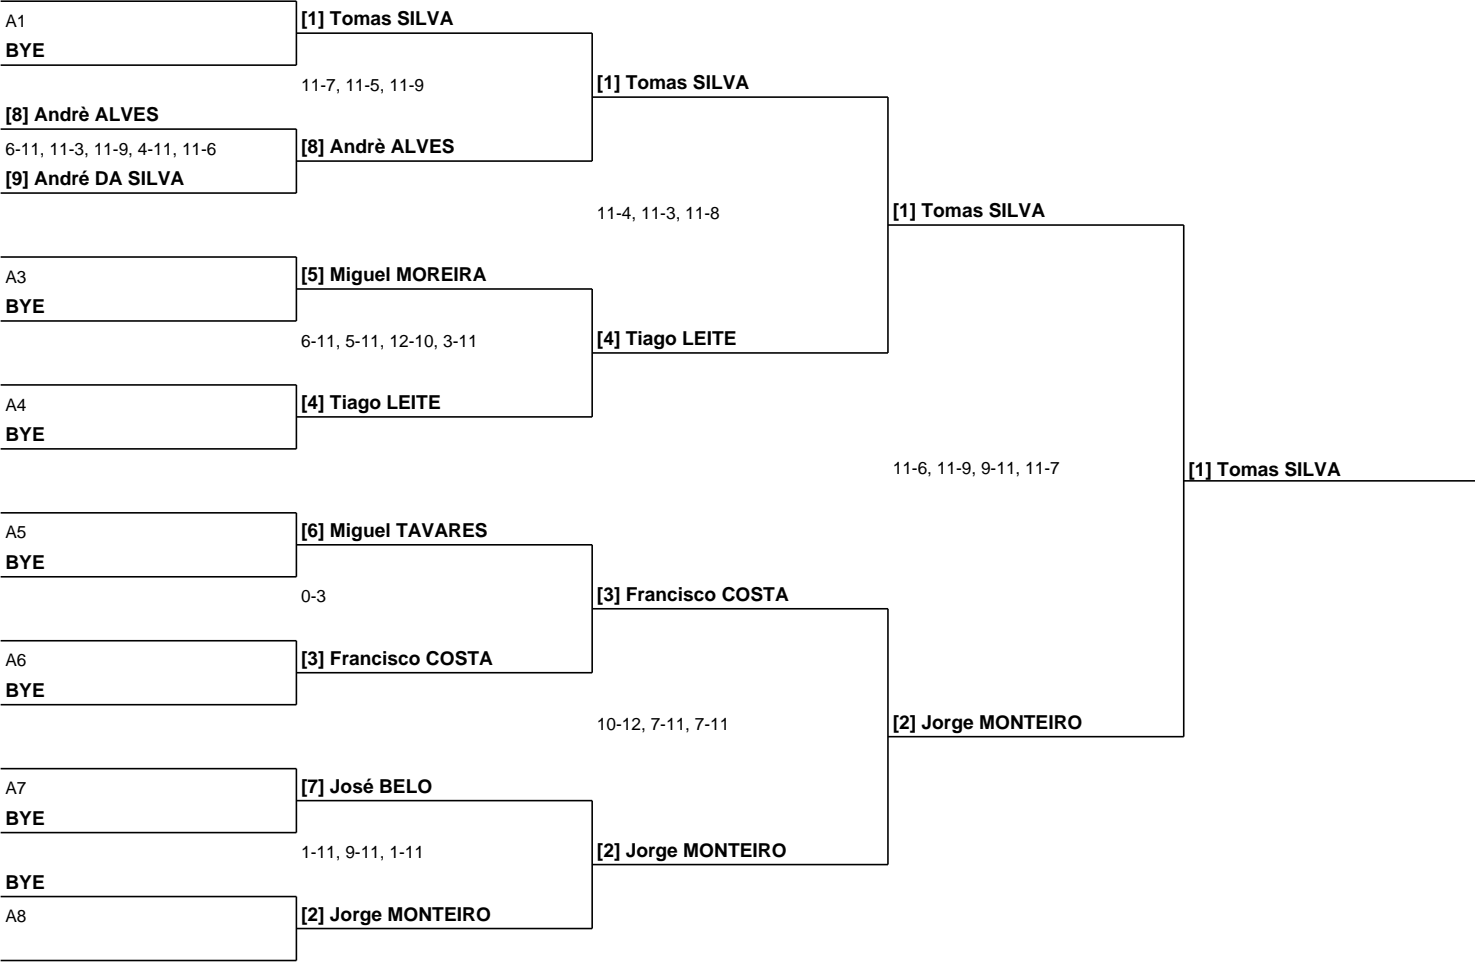 A1
BYE
[1] Tomas SILVA
11-7, 11-5, 11-9
[8] Andrè ALVES
6-11, 11-3, 11-9, 4-11, 11-6
[9] André DA SILVA
[8] Andrè ALVES
[1] Tomas SILVA
11-4, 11-3, 11-8
A3
BYE
[5] Miguel MOREIRA
6-11, 5-11, 12-10, 3-11
A4
BYE
[4] Tiago LEITE
[4] Tiago LEITE
[1] Tomas SILVA
11-6, 11-9, 9-11, 11-7
[1] Tomas SILVA
A5
BYE
[6] Miguel TAVARES
0-3
A6
BYE
[3] Francisco COSTA
[3] Francisco COSTA
10-12, 7-11, 7-11
[2] Jorge MONTEIRO
A7
BYE
[7] José BELO
1-11, 9-11, 1-11
BYE
A8
[2] Jorge MONTEIRO
[2] Jorge MONTEIRO